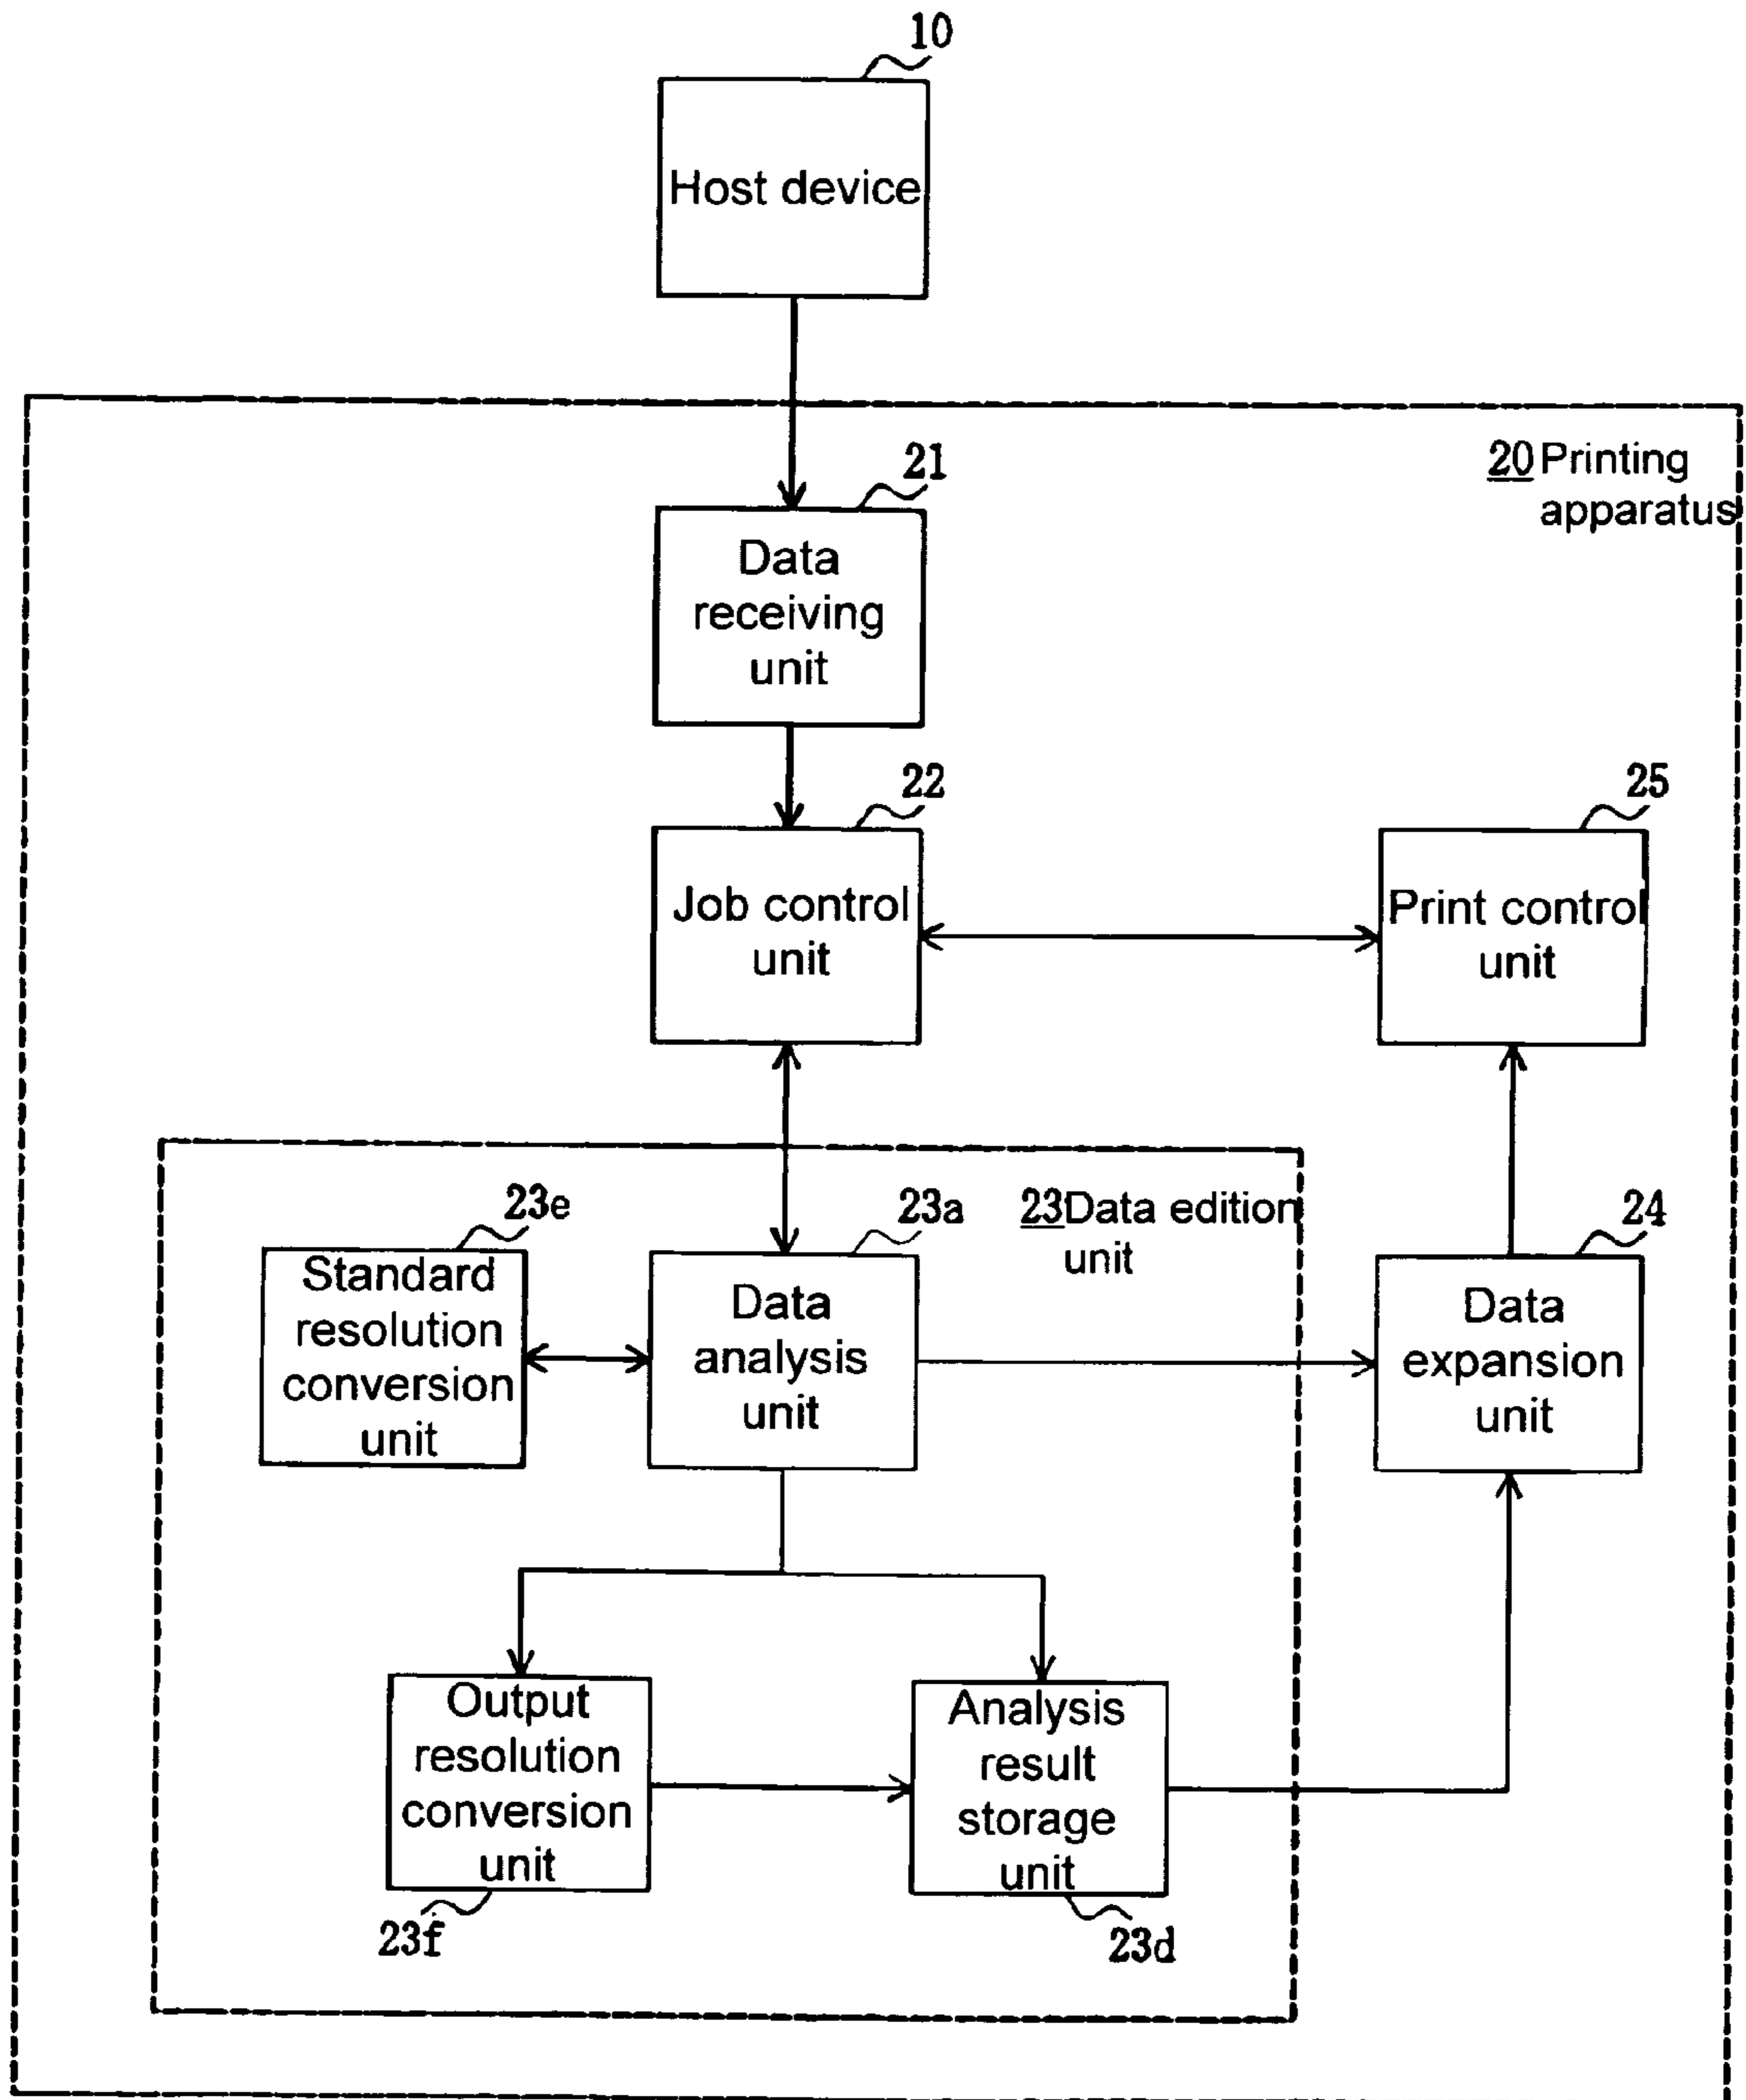 10
Host device
20 Printing
apparatus
21
Data
receiving
unit
22
Job control
unit
25
Print control
unit
23e
Standard
resolution
conversion
unit
23a
Data
analysis
unit
23 Data edition
unit
24
Data
expansion
unit
Output
resolution
conversion
unit
23f
Analysis
result
storage
unit
23d